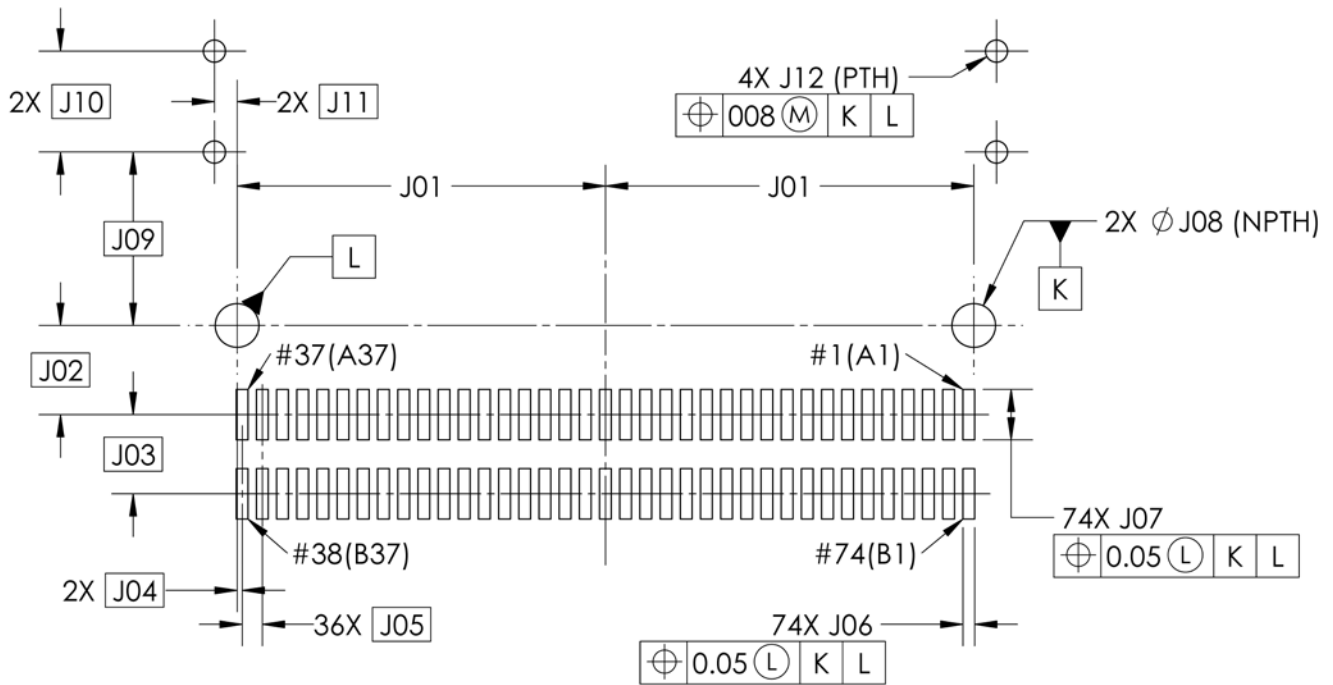 4X J12 (PTH)
2X J10
2X J11
⌖ 008 Ⓜ K L
J01
J01
2X ∅ J08 (NPTH)
J09
L
K
#37(A37)
#1(A1)
J02
J03
74X J07
#38(B37)
#74(B1)
⌖ 0.05 Ⓛ K L
2X J04
36X J05
74X J06
⌖ 0.05 Ⓛ K L